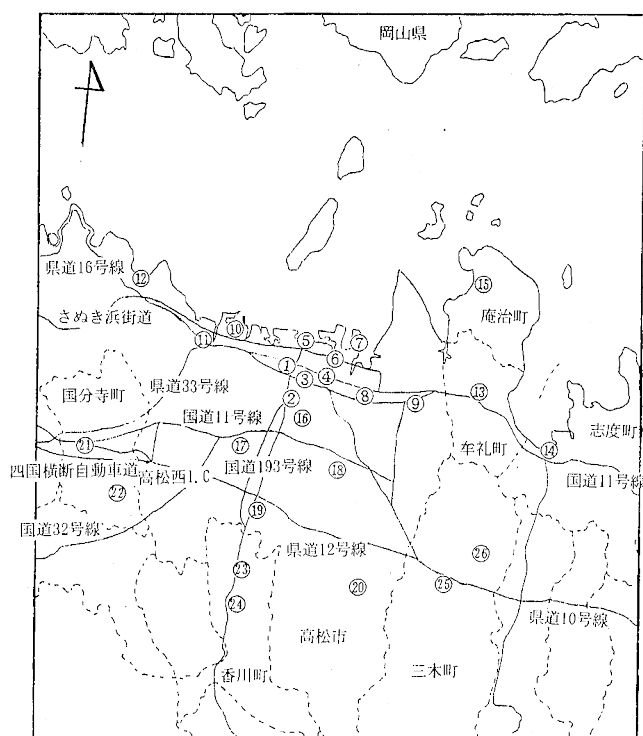 岡山県
県道16号線
⑫
⑮
さぬき浜街道
庵治町
⑩
⑪
⑤
⑦
⑥
①
③
④
国分寺町
県道33号線
②
⑧
⑨
⑬
⑯
志度町
国道11号線
牟礼町
㉑
⑰
⑭
四国横断自動車道
高松西I.C
国道193号線
⑱
国道11号線
㉒
国道32号線
⑲
県道12号線
㉖
㉓
⑳
㉕
㉔
県道10号線
高松市
香川町
三木町